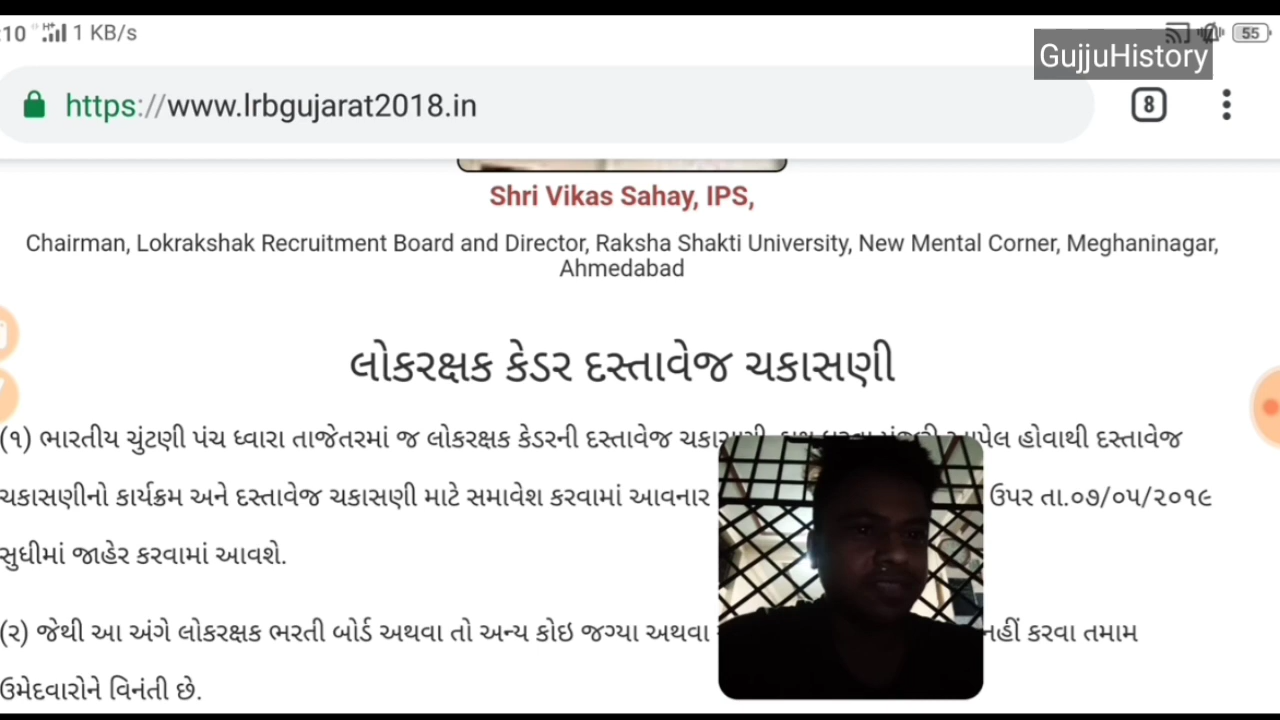 :10 H+ 1 KB/s 55
GujjuHistory
https://www.lrbgujarat2018.in 8
Shri Vikas Sahay, IPS,
Chairman, Lokrakshak Recruitment Board and Director, Raksha Shakti University, New Mental Corner, Meghaninagar,
Ahmedabad
લોકરક્ષક કેડર દસ્તાવેજ ચકાસણી
(૧) ભારતીય ચુંટણી પંચ ધ્વારા તાજેતરમાં જ લોકરક્ષક કેડરની દસ્તાવેજ હોવાથી દસ્તાવેજ
ચકાસણીનો કાર્યક્રમ અને દસ્તાવેજ ચકાસણી માટે સમાવેશ કરવામાં આવનાર ઉપર તા.૦૭/૦૫/૨૦૧૯
સુધીમાં જાહેર કરવામાં આવશે.
(૨) જેથી આ અંગે લોકરક્ષક ભરતી બોર્ડ અથવા તો અન્ય કોઇ જગ્યા અથવા નહીં કરવા તમામ
ઉમેદવારોને વિનંતી છે.